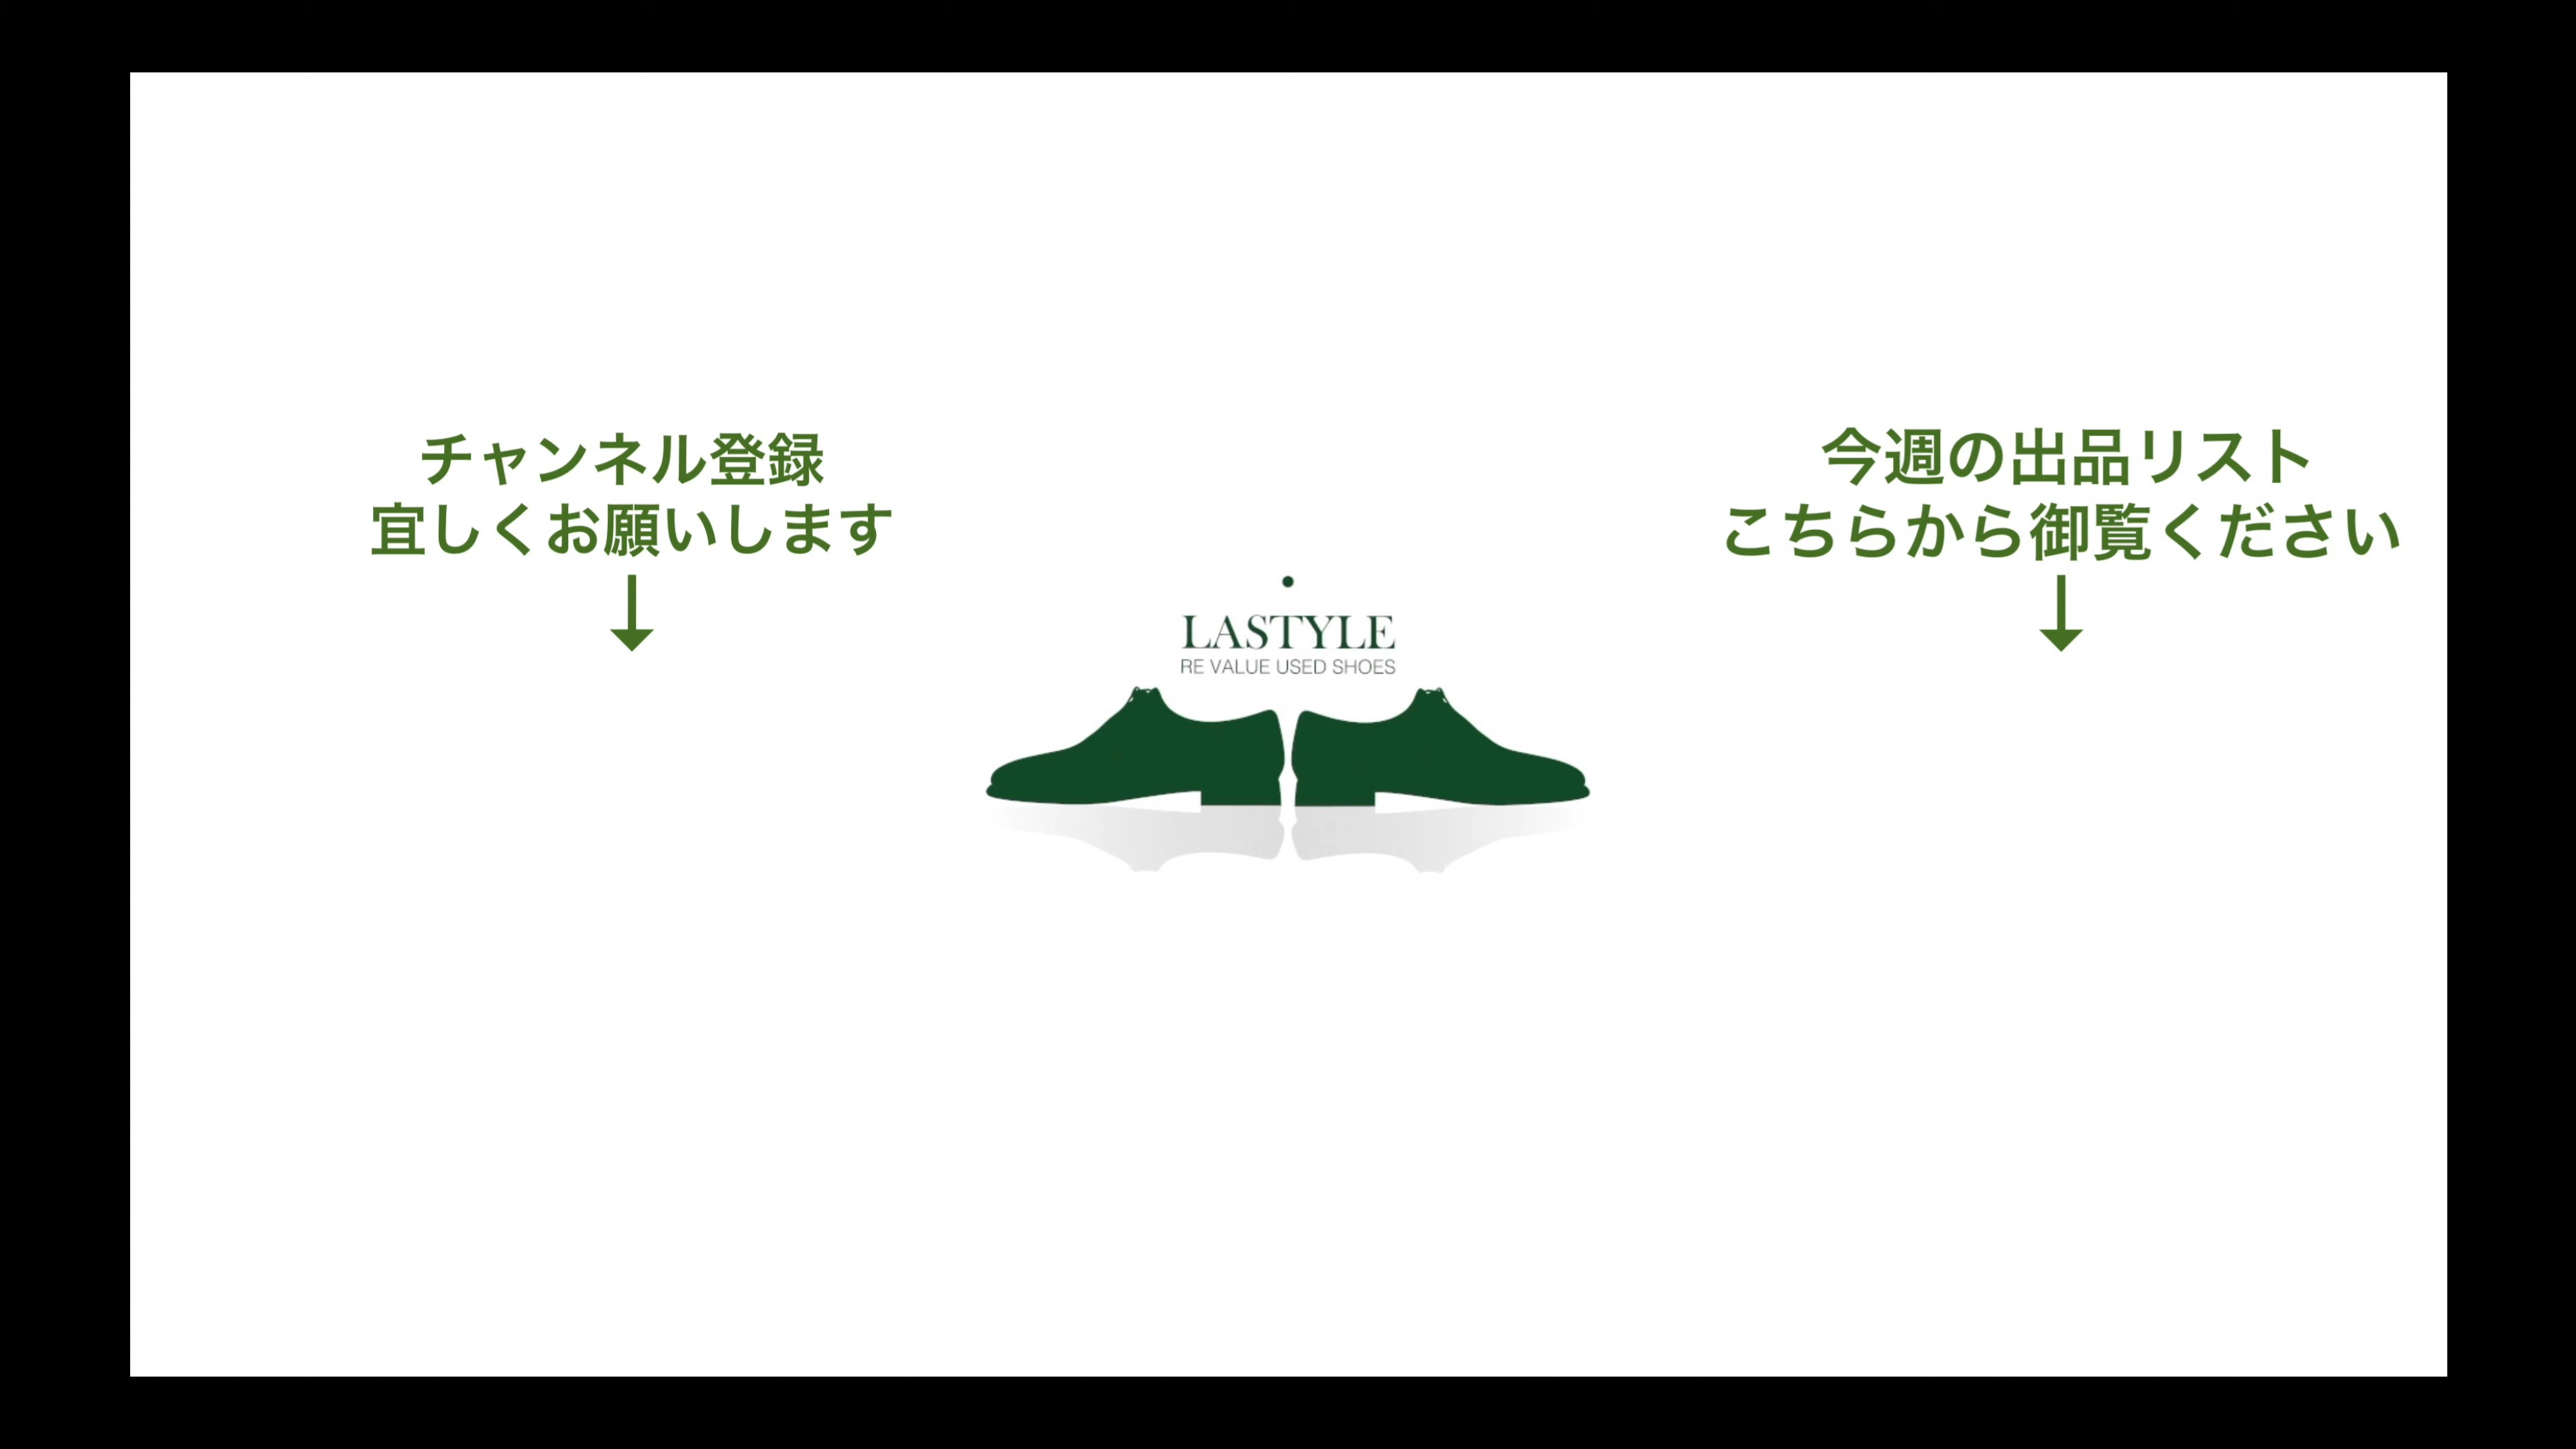 チャンネル登録
宜しくお願いします
↓
LASTYLE
RE VALUE USED SHOES
今週の出品リスト
こちらから御覧ください
↓